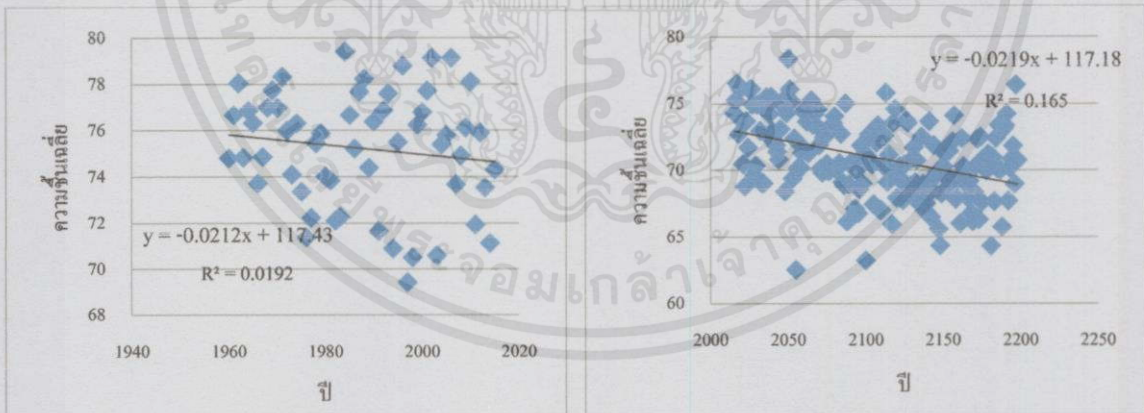 80
78
76
74
72
70
68
ความชื้นเฉลี่ย
y = -0.0212x + 117.43
R² = 0.0192
1940 1960 1980 2000 2020
ปี
80
75
70
65
60
ความชื้นเฉลี่ย
y = -0.0219x + 117.18
R² = 0.165
2000 2050 2100 2150 2200 2250
ปี